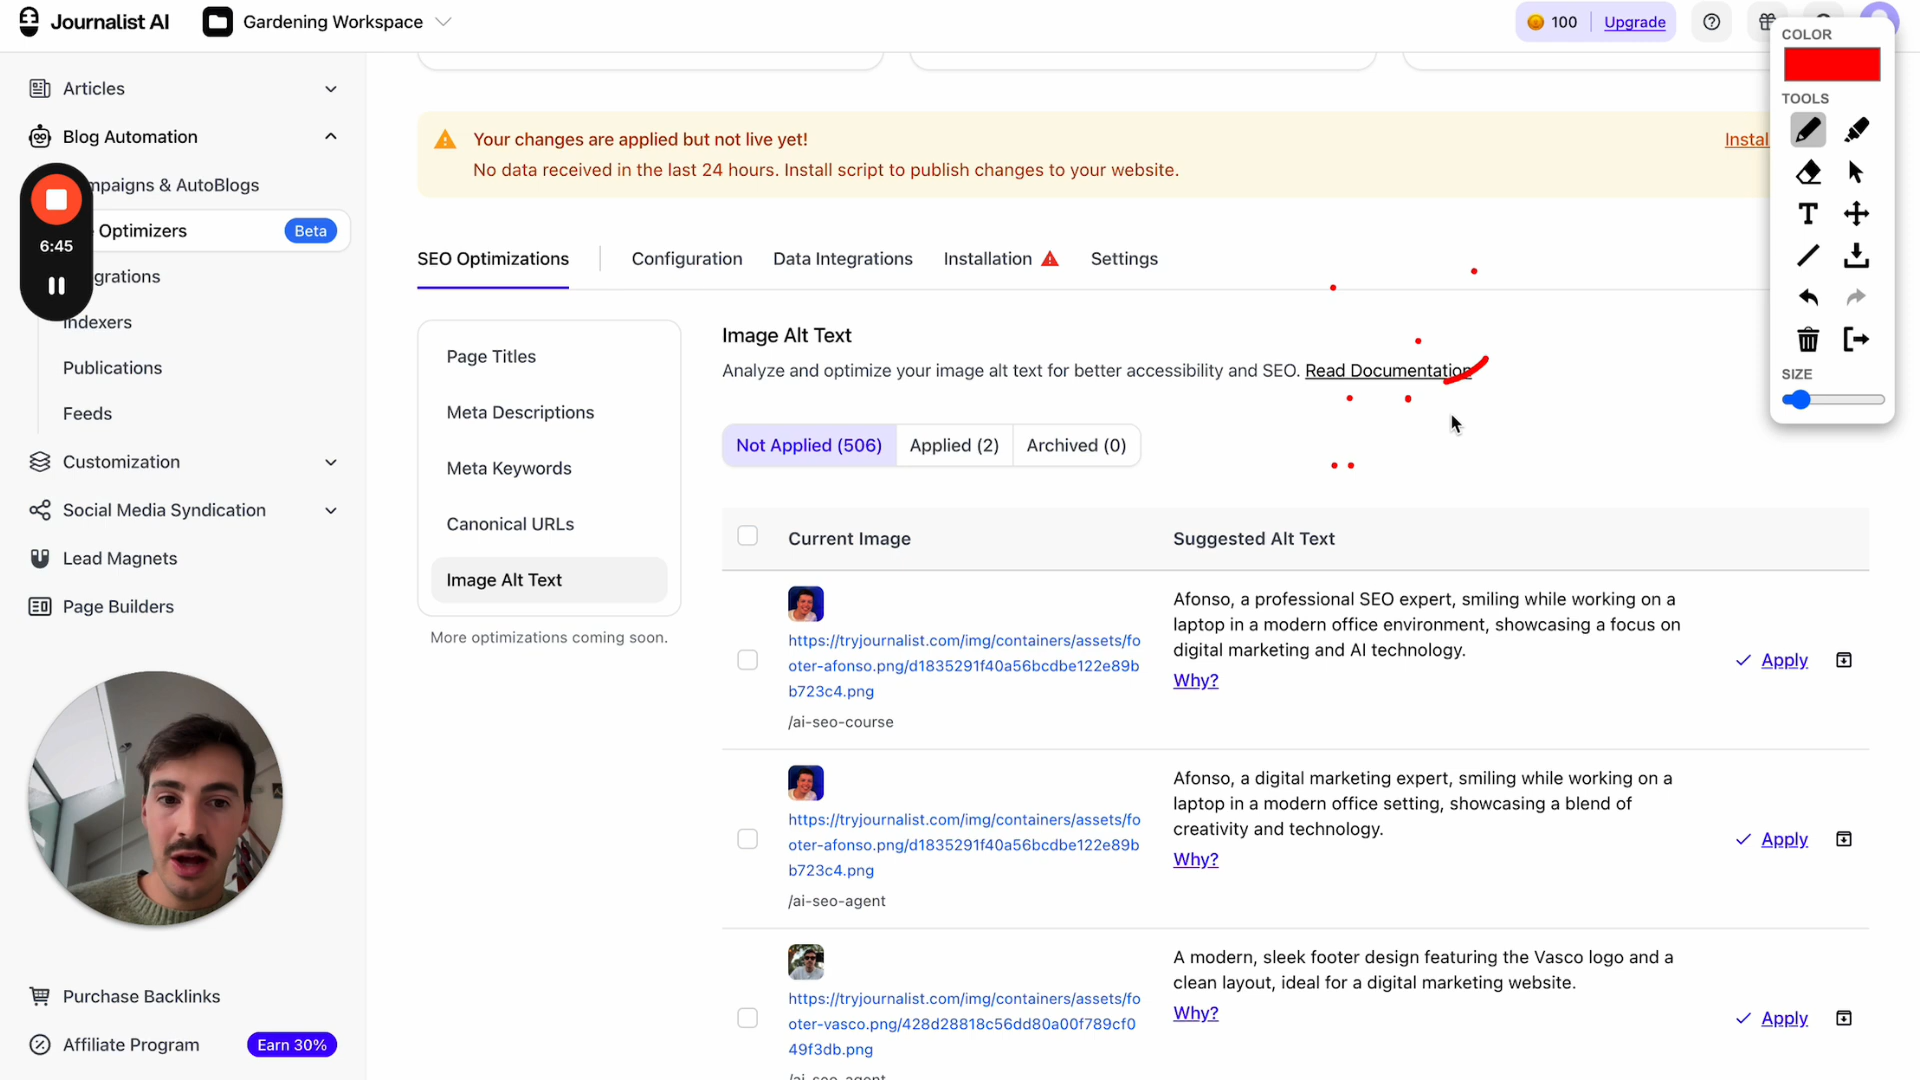 Journalist AI
Gardening Workspace
100
Upgrade
Articles
Blog Automation
mpaigns & AutoBlogs
Optimizers
Beta
grations
Indexers
Publications
Feeds
Customization
Social Media Syndication
Lead Magnets
Page Builders
Purchase Backlinks
Affiliate Program
Earn 30%
6:45
Your changes are applied but not live yet!
Instal
No data received in the last 24 hours. Install script to publish changes to your website.
SEO Optimizations
Configuration
Data Integrations
Installation
Settings
Page Titles
Meta Descriptions
Meta Keywords
Canonical URLs
Image Alt Text
More optimizations coming soon.
Image Alt Text
Analyze and optimize your image alt text for better accessibility and SEO. Read Documentation
Not Applied (506)
Applied (2)
Archived (0)
Current Image
Suggested Alt Text
https://tryjournalist.com/img/containers/assets/fo
oter-afonso.png/d1835291f40a56bcdbe122e89b
b723c4.png
/ai-seo-course
Afonso, a professional SEO expert, smiling while working on a
laptop in a modern office environment, showcasing a focus on
digital marketing and AI technology.
Why?
Apply
https://tryjournalist.com/img/containers/assets/fo
oter-afonso.png/d1835291f40a56bcdbe122e89b
b723c4.png
/ai-seo-agent
Afonso, a digital marketing expert, smiling while working on a
laptop in a modern office setting, showcasing a blend of
creativity and technology.
Why?
Apply
https://tryjournalist.com/img/containers/assets/fo
oter-vasco.png/428d28818c56dd80a00f789cf0
49f3db.png
/ai-seo-agent
A modern, sleek footer design featuring the Vasco logo and a
clean layout, ideal for a digital marketing website.
Why?
Apply
COLOR
TOOLS
SIZE